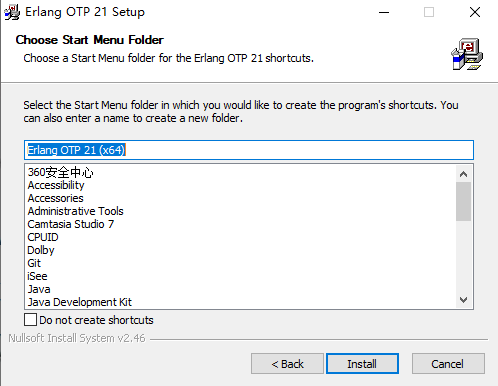 Erlang OTP 21 Setup
Choose Start Menu Folder
Choose a Start Menu folder for the Erlang OTP 21 shortcuts.
Select the Start Menu folder in which you would like to create the program's shortcuts. You
can also enter a name to create a new folder.
Erlang OTP 21 (x64)
360安全中心
Accessibility
Accessories
Administrative Tools
Camtasia Studio 7
CPUID
Dolby
Git
iSee
Java
Java Development Kit
Do not create shortcuts
Nullsoft Install System v2.46
< Back
Install
Cancel